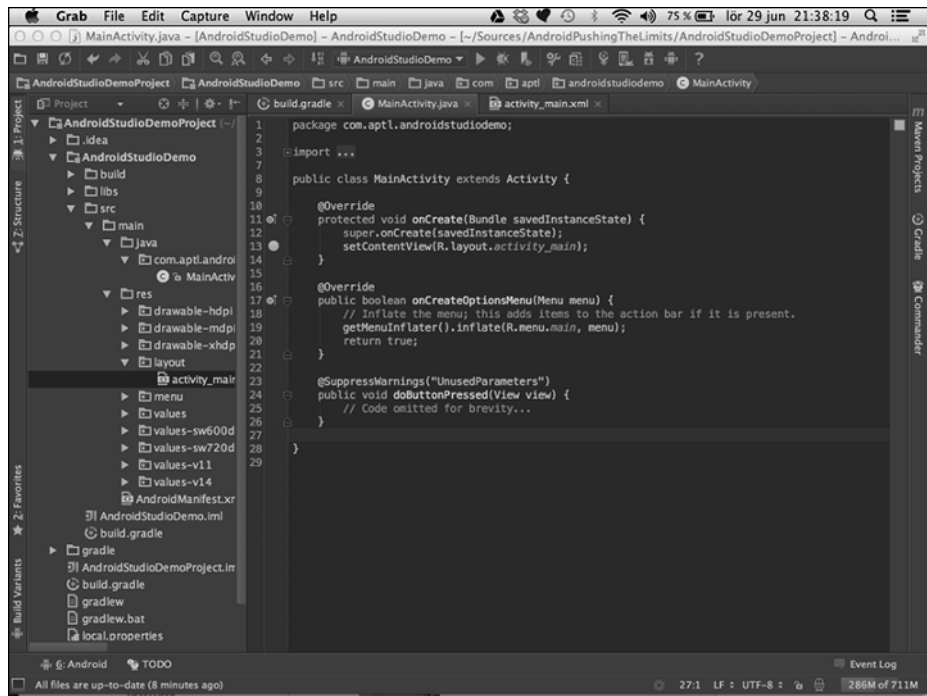 Grab File Edit Capture Window Help 75 % lör 29 jun 21:38:19
MainActivity.java – [AndroidStudioDemo] – AndroidStudioDemo – [~/Sources/AndroidPushingTheLimits/AndroidStudioDemoProject] – Androi...
AndroidStudioDemo
AndroidStudioDemoProject AndroidStudioDemo src main java com aptl androidstudiodemo MainActivity
Project
build.gradle MainActivity.java activity_main.xml
1: Project
Z: Structure
2: Favorites
Build Variants
AndroidStudioDemoProject (~/
.idea
AndroidStudioDemo
build
libs
src
main
java
com.aptl.androi
MainActiv
res
drawable-hdpi
drawable-mdpi
drawable-xhdp
layout
activity_mair
menu
values
values-sw600d
values-sw720d
values-v11
values-v14
AndroidManifest.xr
AndroidStudioDemo.iml
build.gradle
gradle
AndroidStudioDemoProject.im
build.gradle
gradlew
gradlew.bat
local.properties
1 package com.aptl.androidstudiodemo;
2
3 import ...
7
8 public class MainActivity extends Activity {
9
10 @Override
11 protected void onCreate(Bundle savedInstanceState) {
12 super.onCreate(savedInstanceState);
13 setContentView(R.layout.activity_main);
14 }
15
16 @Override
17 public boolean onCreateOptionsMenu(Menu menu) {
18 // Inflate the menu; this adds items to the action bar if it is present.
19 getMenuInflater().inflate(R.menu.main, menu);
20 return true;
21 }
22
23 @SuppressWarnings("UnusedParameters")
24 public void doButtonPressed(View view) {
25 // Code omitted for brevity...
26 }
27
28 }
29
Maven Projects
Gradle
Commander
6: Android TODO Event Log
All files are up-to-date (8 minutes ago) 27:1 LF UTF-8 286M of 711M